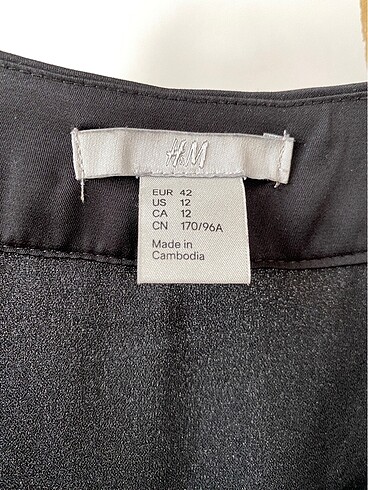 H&M
EUR 42
US 12
CA 12
CN 170/96A
Made in
Cambodia